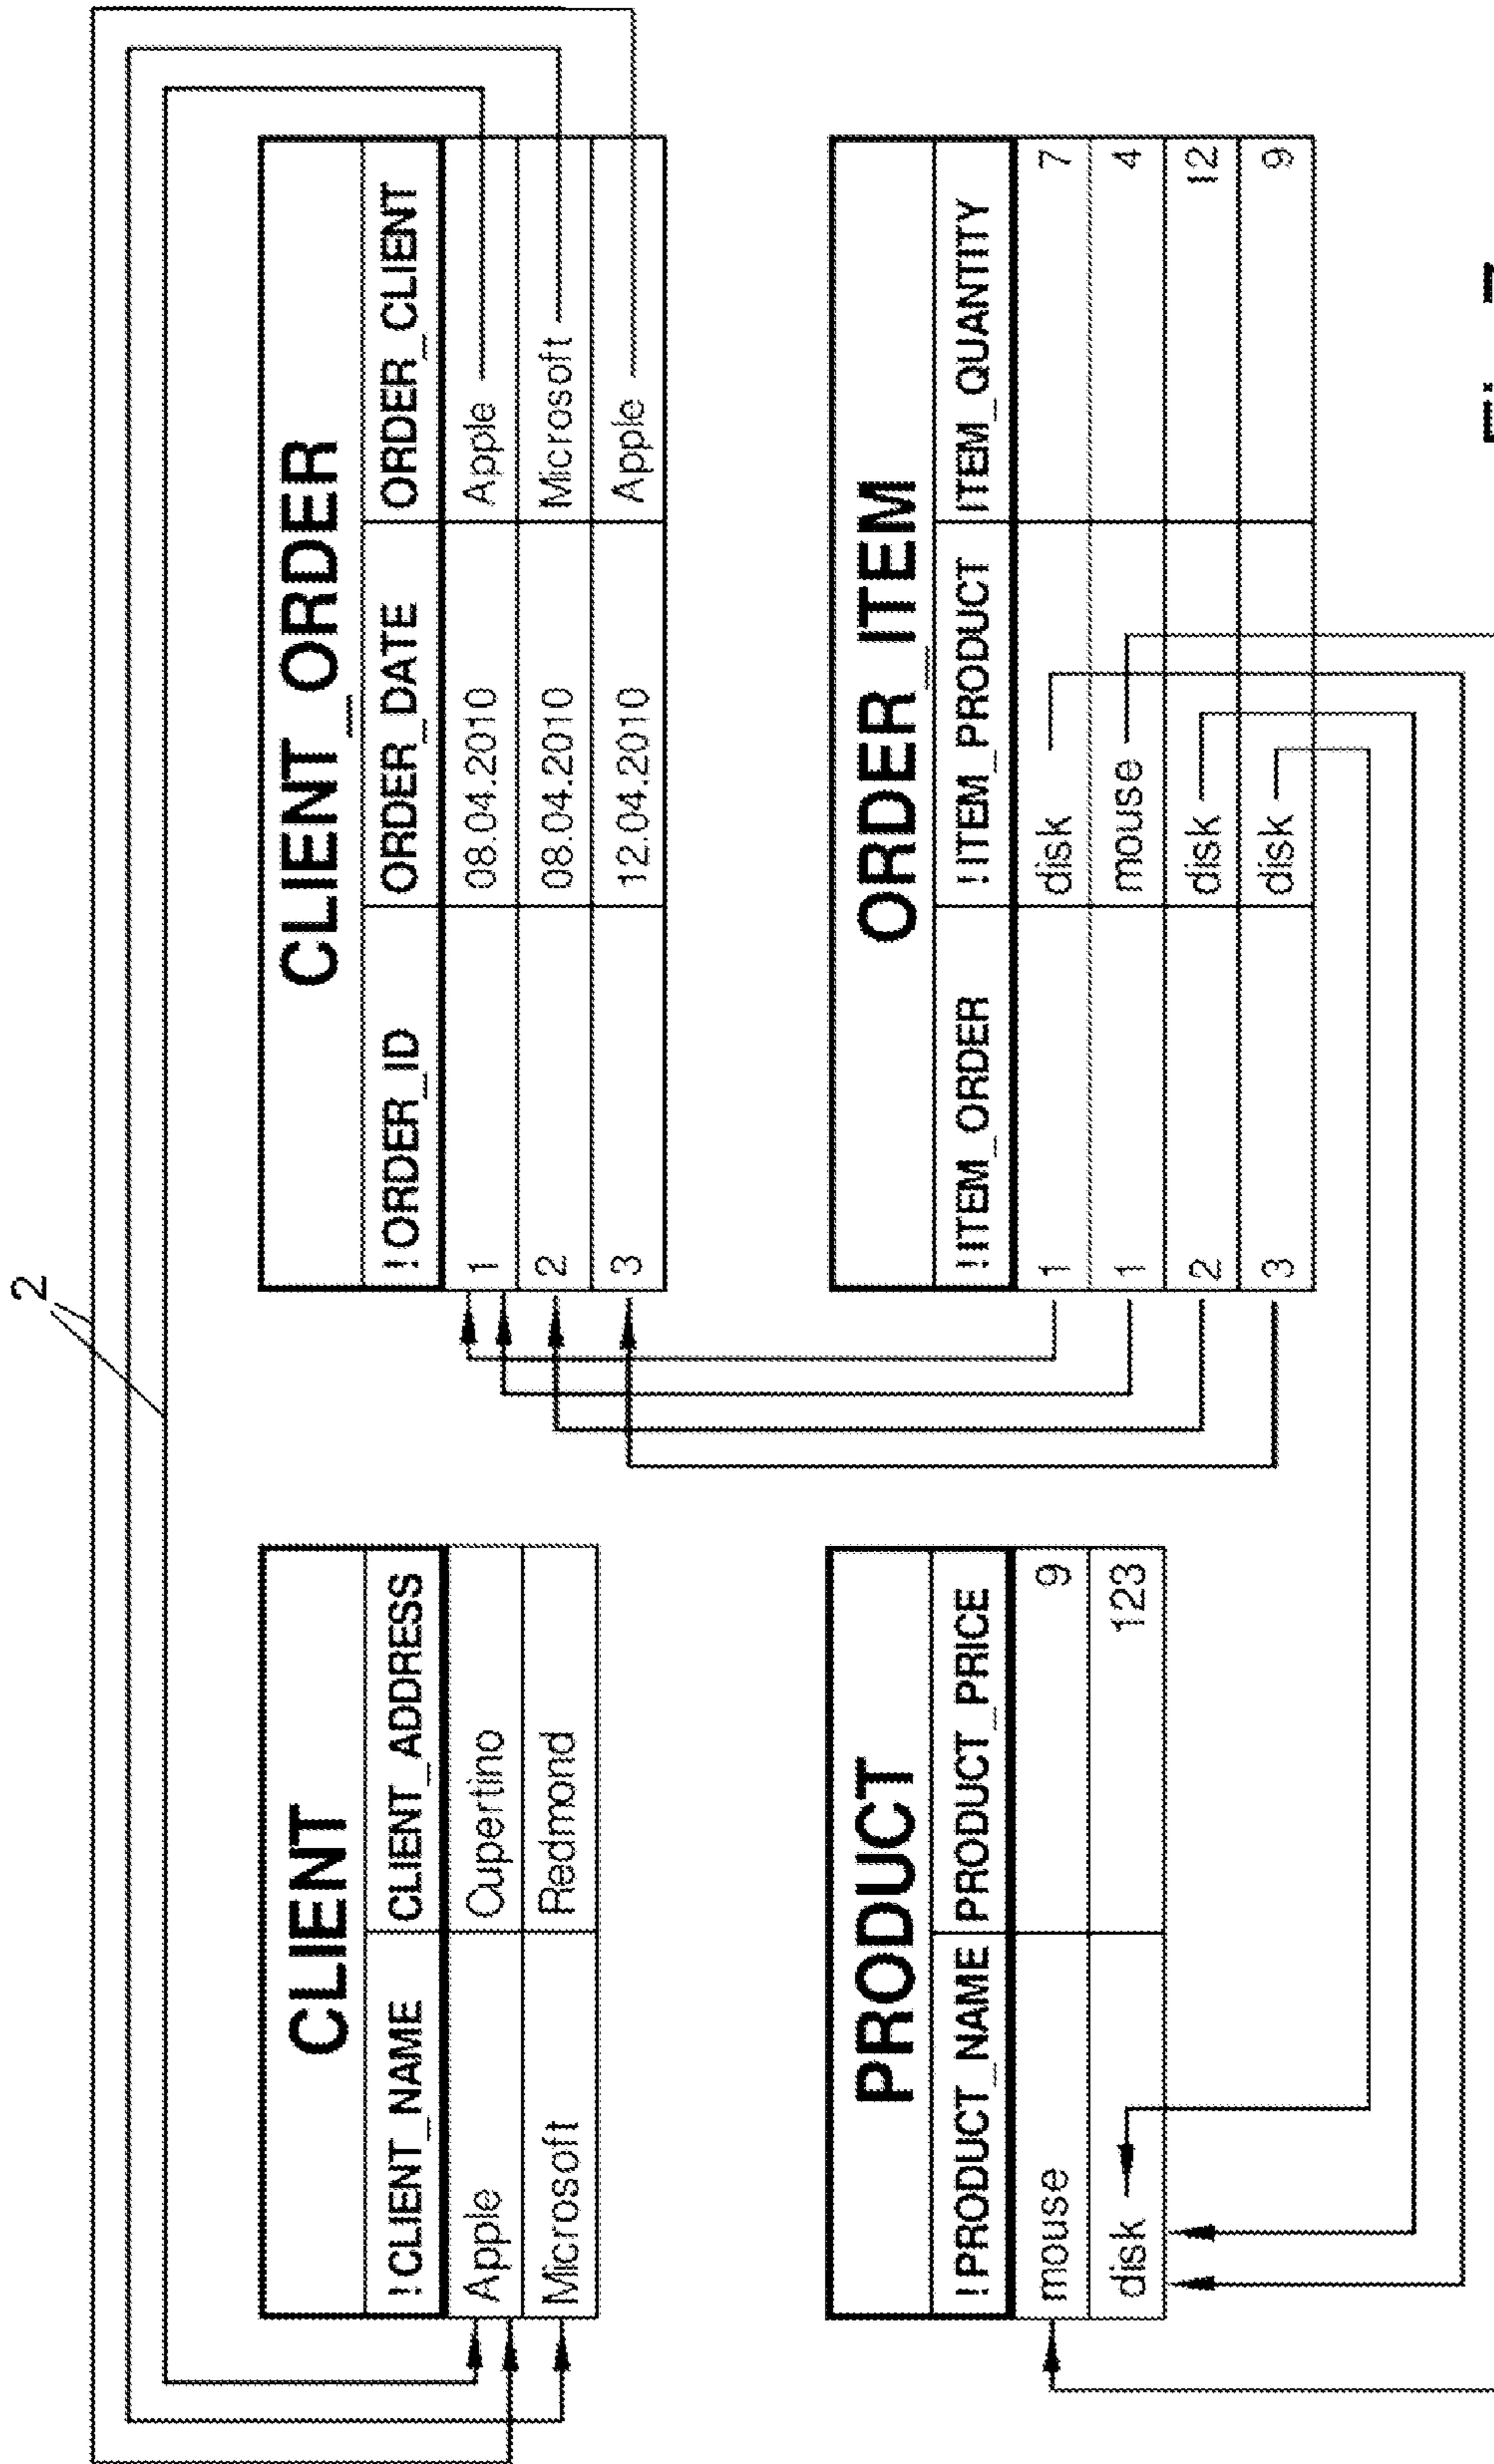 2
CLIENT
!CLIENT_NAME CLIENT_ADDRESS
Apple Cupertino
Microsoft Redmond
CLIENT_ORDER
!ORDER_ID ORDER_DATE ORDER_CLIENT
1 08.04.2010 Apple
2 08.04.2010 Microsoft
3 12.04.2010 Apple
PRODUCT
!PRODUCT_NAME PRODUCT_PRICE
mouse 9
disk 123
ORDER_ITEM
!ITEM_ORDER !ITEM_PRODUCT ITEM_QUANTITY
1 disk 7
1 mouse 4
2 disk 12
3 disk 9